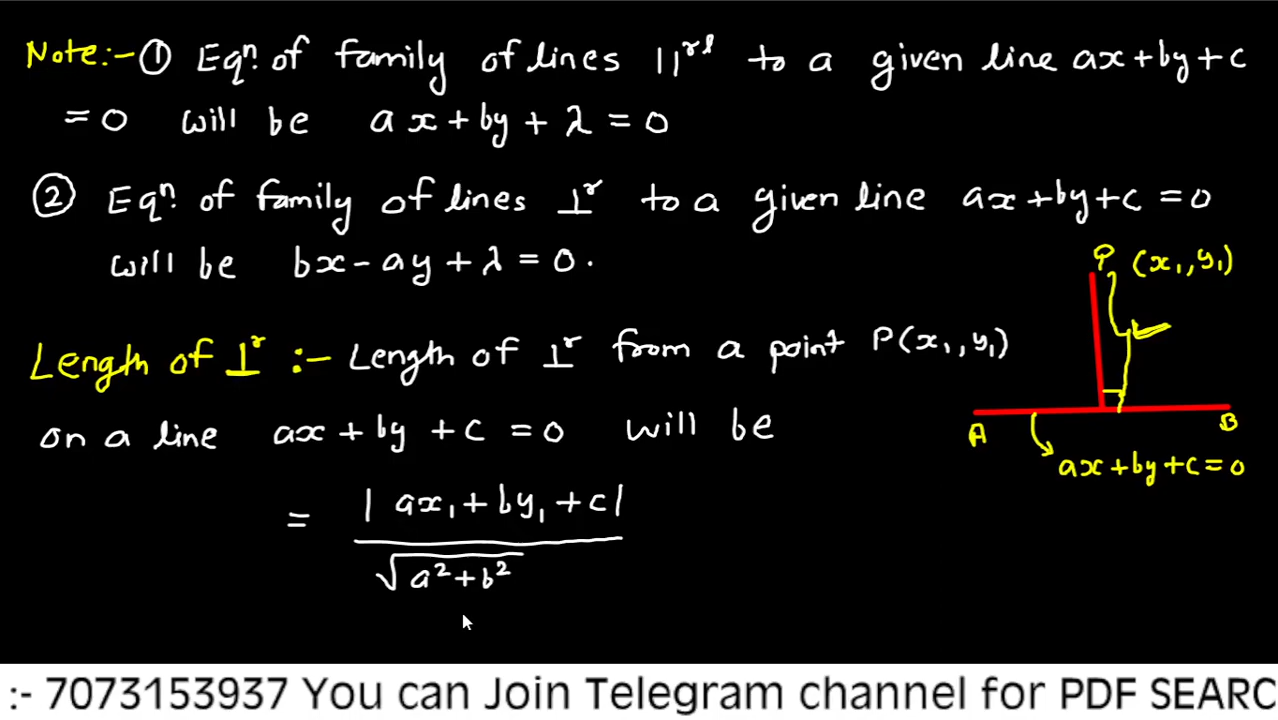 Note:- ① Eqn. of family of lines ||rl to a given line ax+by+c
= 0 will be ax+by+λ=0
② Eqn. of family of lines ⊥r to a given line ax+by+c=0
will be bx-ay+λ=0.
P (x₁,y₁)
Length of ⊥r :- Length of ⊥r from a point P(x₁,y₁)
on a line ax+by+c=0 will be
A B
ax+by+c=0
= |ax₁+by₁+c|
√a²+b²
:- 7073153937 You can Join Telegram channel for PDF SEARC